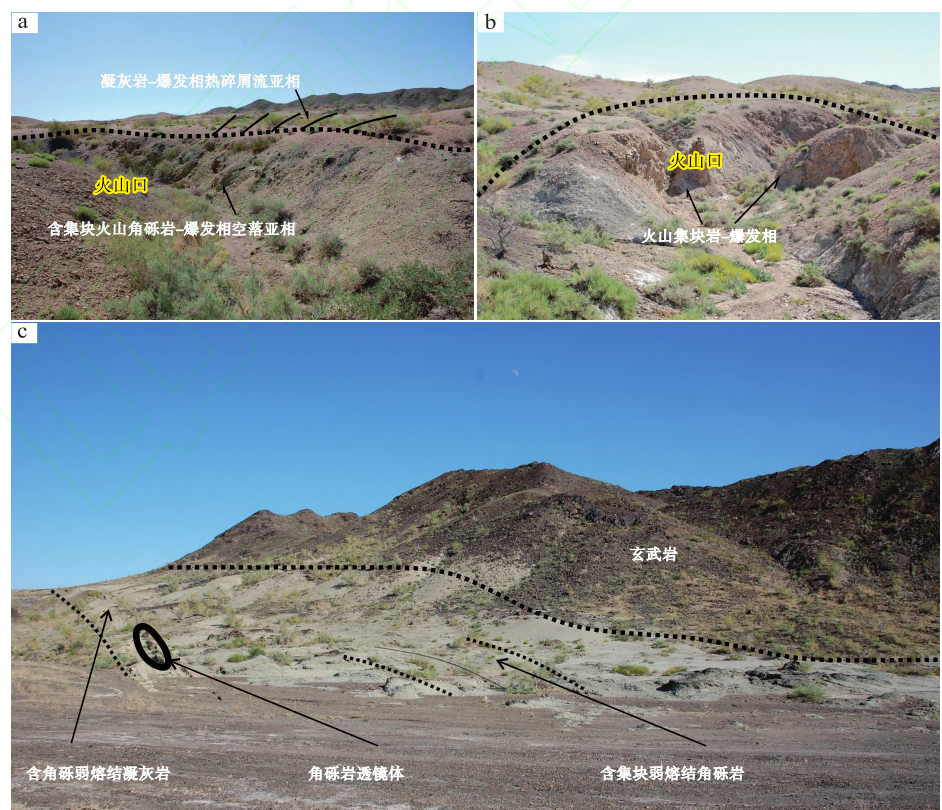 a
凝灰岩–爆发相热碎屑流亚相
火山口
含集块火山角砾岩–爆发相空落亚相
b
火山口
火山集块岩–爆发相
c
玄武岩
含角砾弱熔结凝灰岩
角砾岩透镜体
含集块弱熔结角砾岩